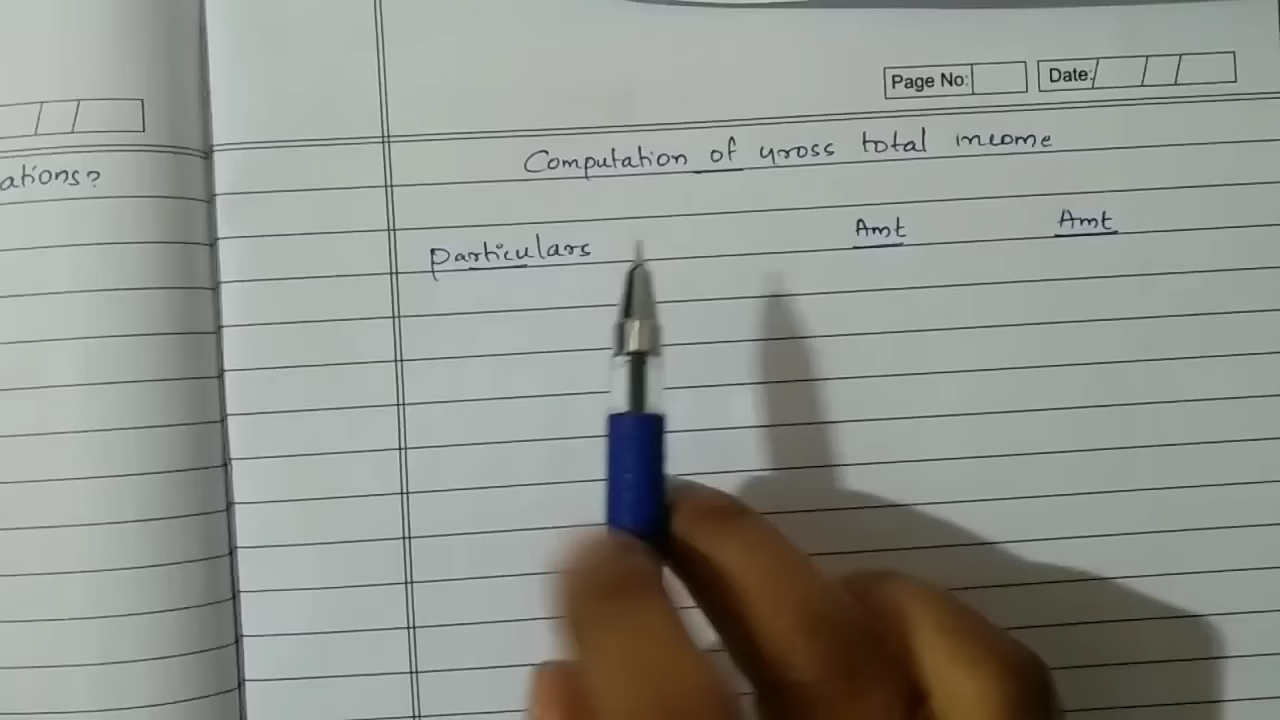 Page No: Date:
ations?
Computation of gross total income
Particulars Amt Amt